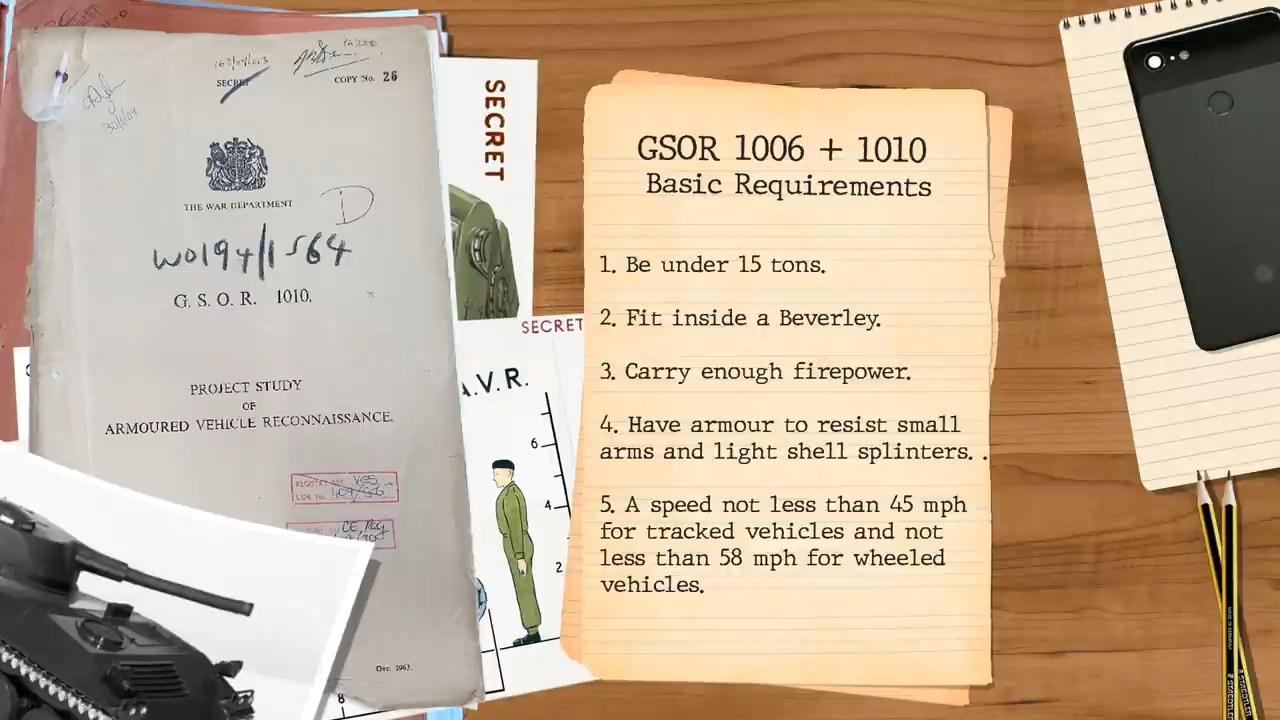 SECRET
COPY No. 26
THE WAR DEPARTMENT
D
WO194/1564
G. S. O. R. 1010.
PROJECT STUDY
OF
ARMOURED VEHICLE RECONNAISSANCE.
Dec. 1963.
SECRET
SECRET
.V.R.
6
4
2
8
GSOR 1006 + 1010
Basic Requirements
1. Be under 15 tons.
2. Fit inside a Beverley.
3. Carry enough firepower.
4. Have armour to resist small
arms and light shell splinters. .
5. A speed not less than 45 mph
for tracked vehicles and not
less than 58 mph for wheeled
vehicles.
STAEDTLER